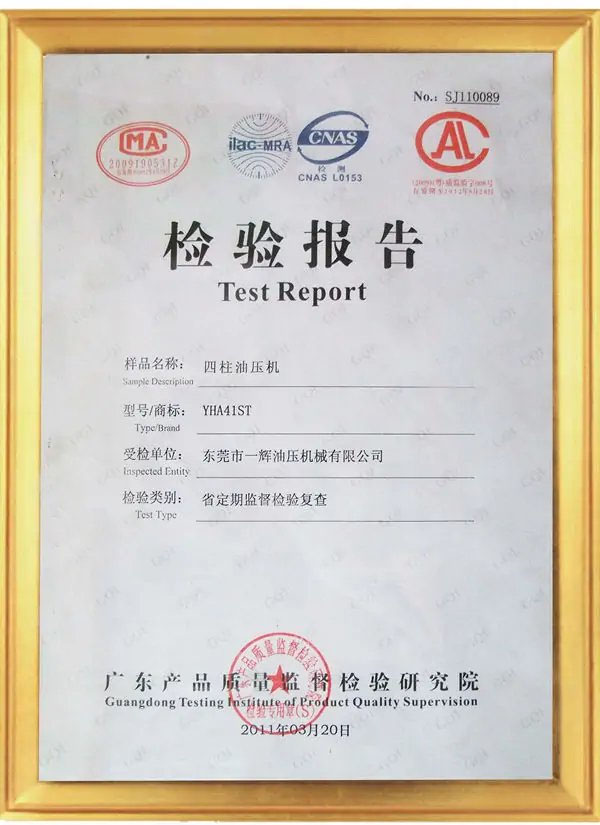 No.: SJ110089
CMA
ilac-MRA
CNAS
检 测
CNAS L0153
CAL
检验报告
Test Report
样品名称: 四柱油压机
Sample Description
型号/商标: YHA41ST
Type/Brand
受检单位: 东莞市一辉油压机械有限公司
Inspected Entity
检验类别: 省定期监督检验复查
Test Type
广东产品质量监督检验研究院
Guangdong Testing Institute of Product Quality Supervision
检验专用章(S)
2011年03月20日